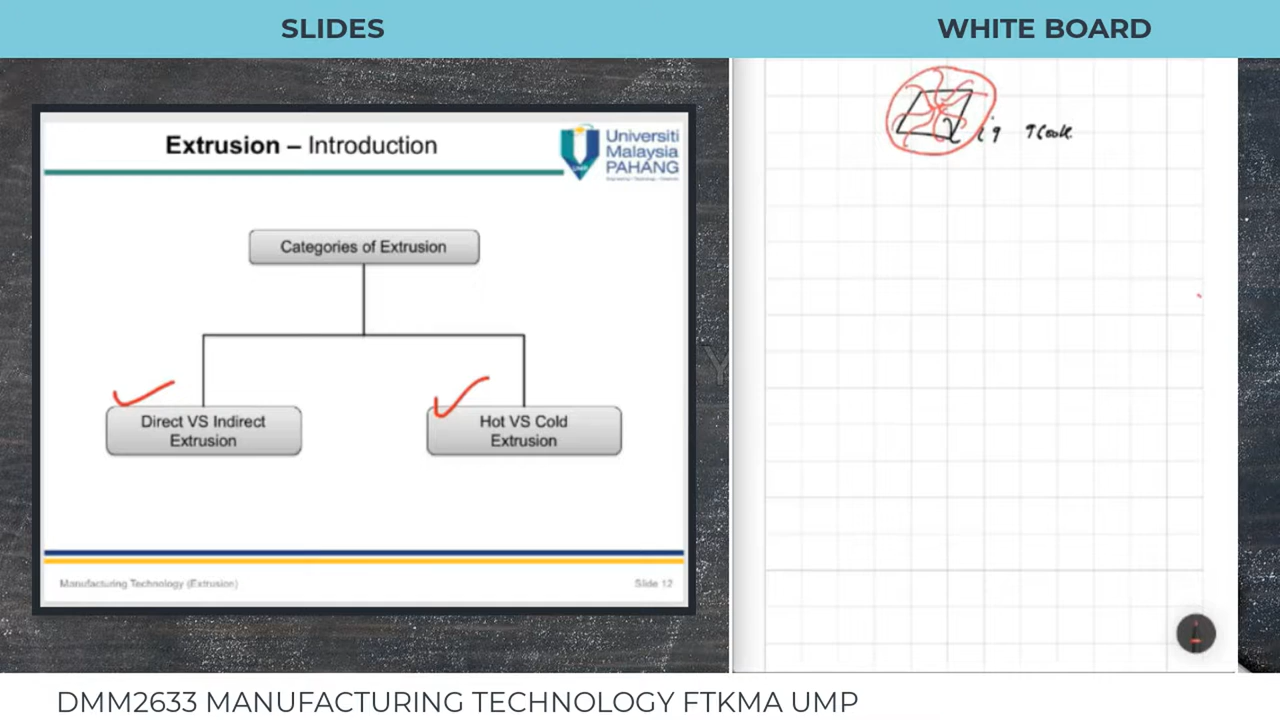 SLIDES
WHITE BOARD
Extrusion – Introduction
Universiti
Malaysia
PAHANG
Categories of Extrusion
Direct VS Indirect
Extrusion
Hot VS Cold
Extrusion
Manufacturing Technology (Extrusion)
Slide 12
DMM2633 MANUFACTURING TECHNOLOGY FTKMA UMP